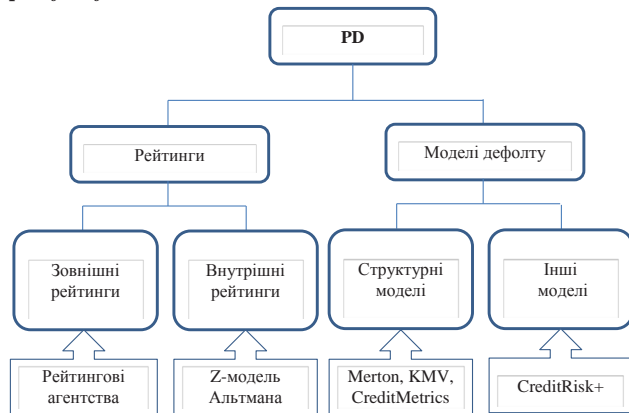 PD
Рейтинги
Моделі дефолту
Зовнішні
рейтинги
Внутрішні
рейтинги
Структурні
моделі
Інші
моделі
Рейтингові
агентства
Z-модель
Альтмана
Merton, KMV,
CreditMetrics
CreditRisk+